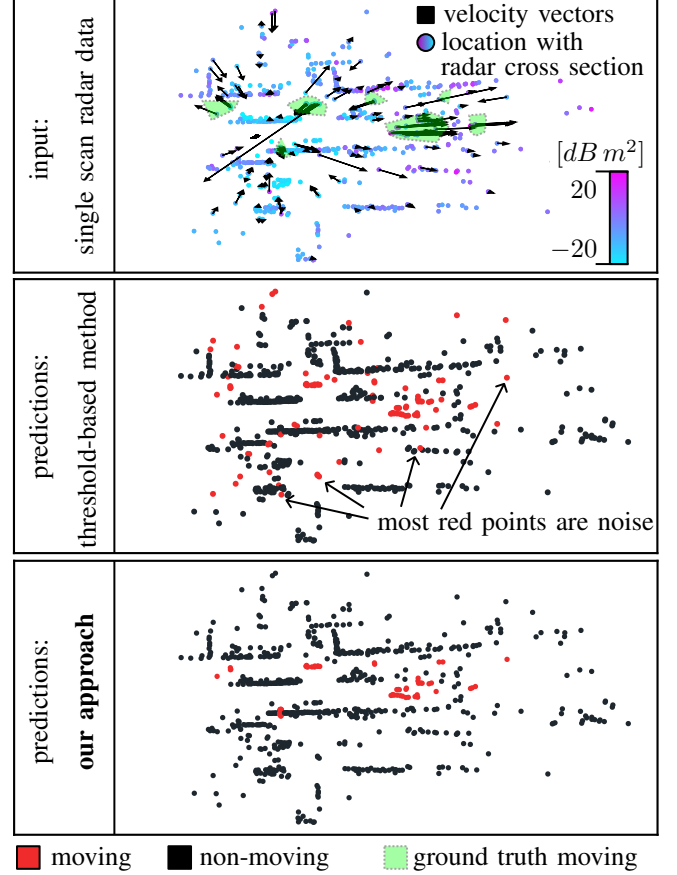 input:
single scan radar data
velocity vectors
location with
radar cross section
[dB m²]
20
−20
predictions:
threshold-based method
most red points are noise
predictions:
our approach
moving
non-moving
ground truth moving